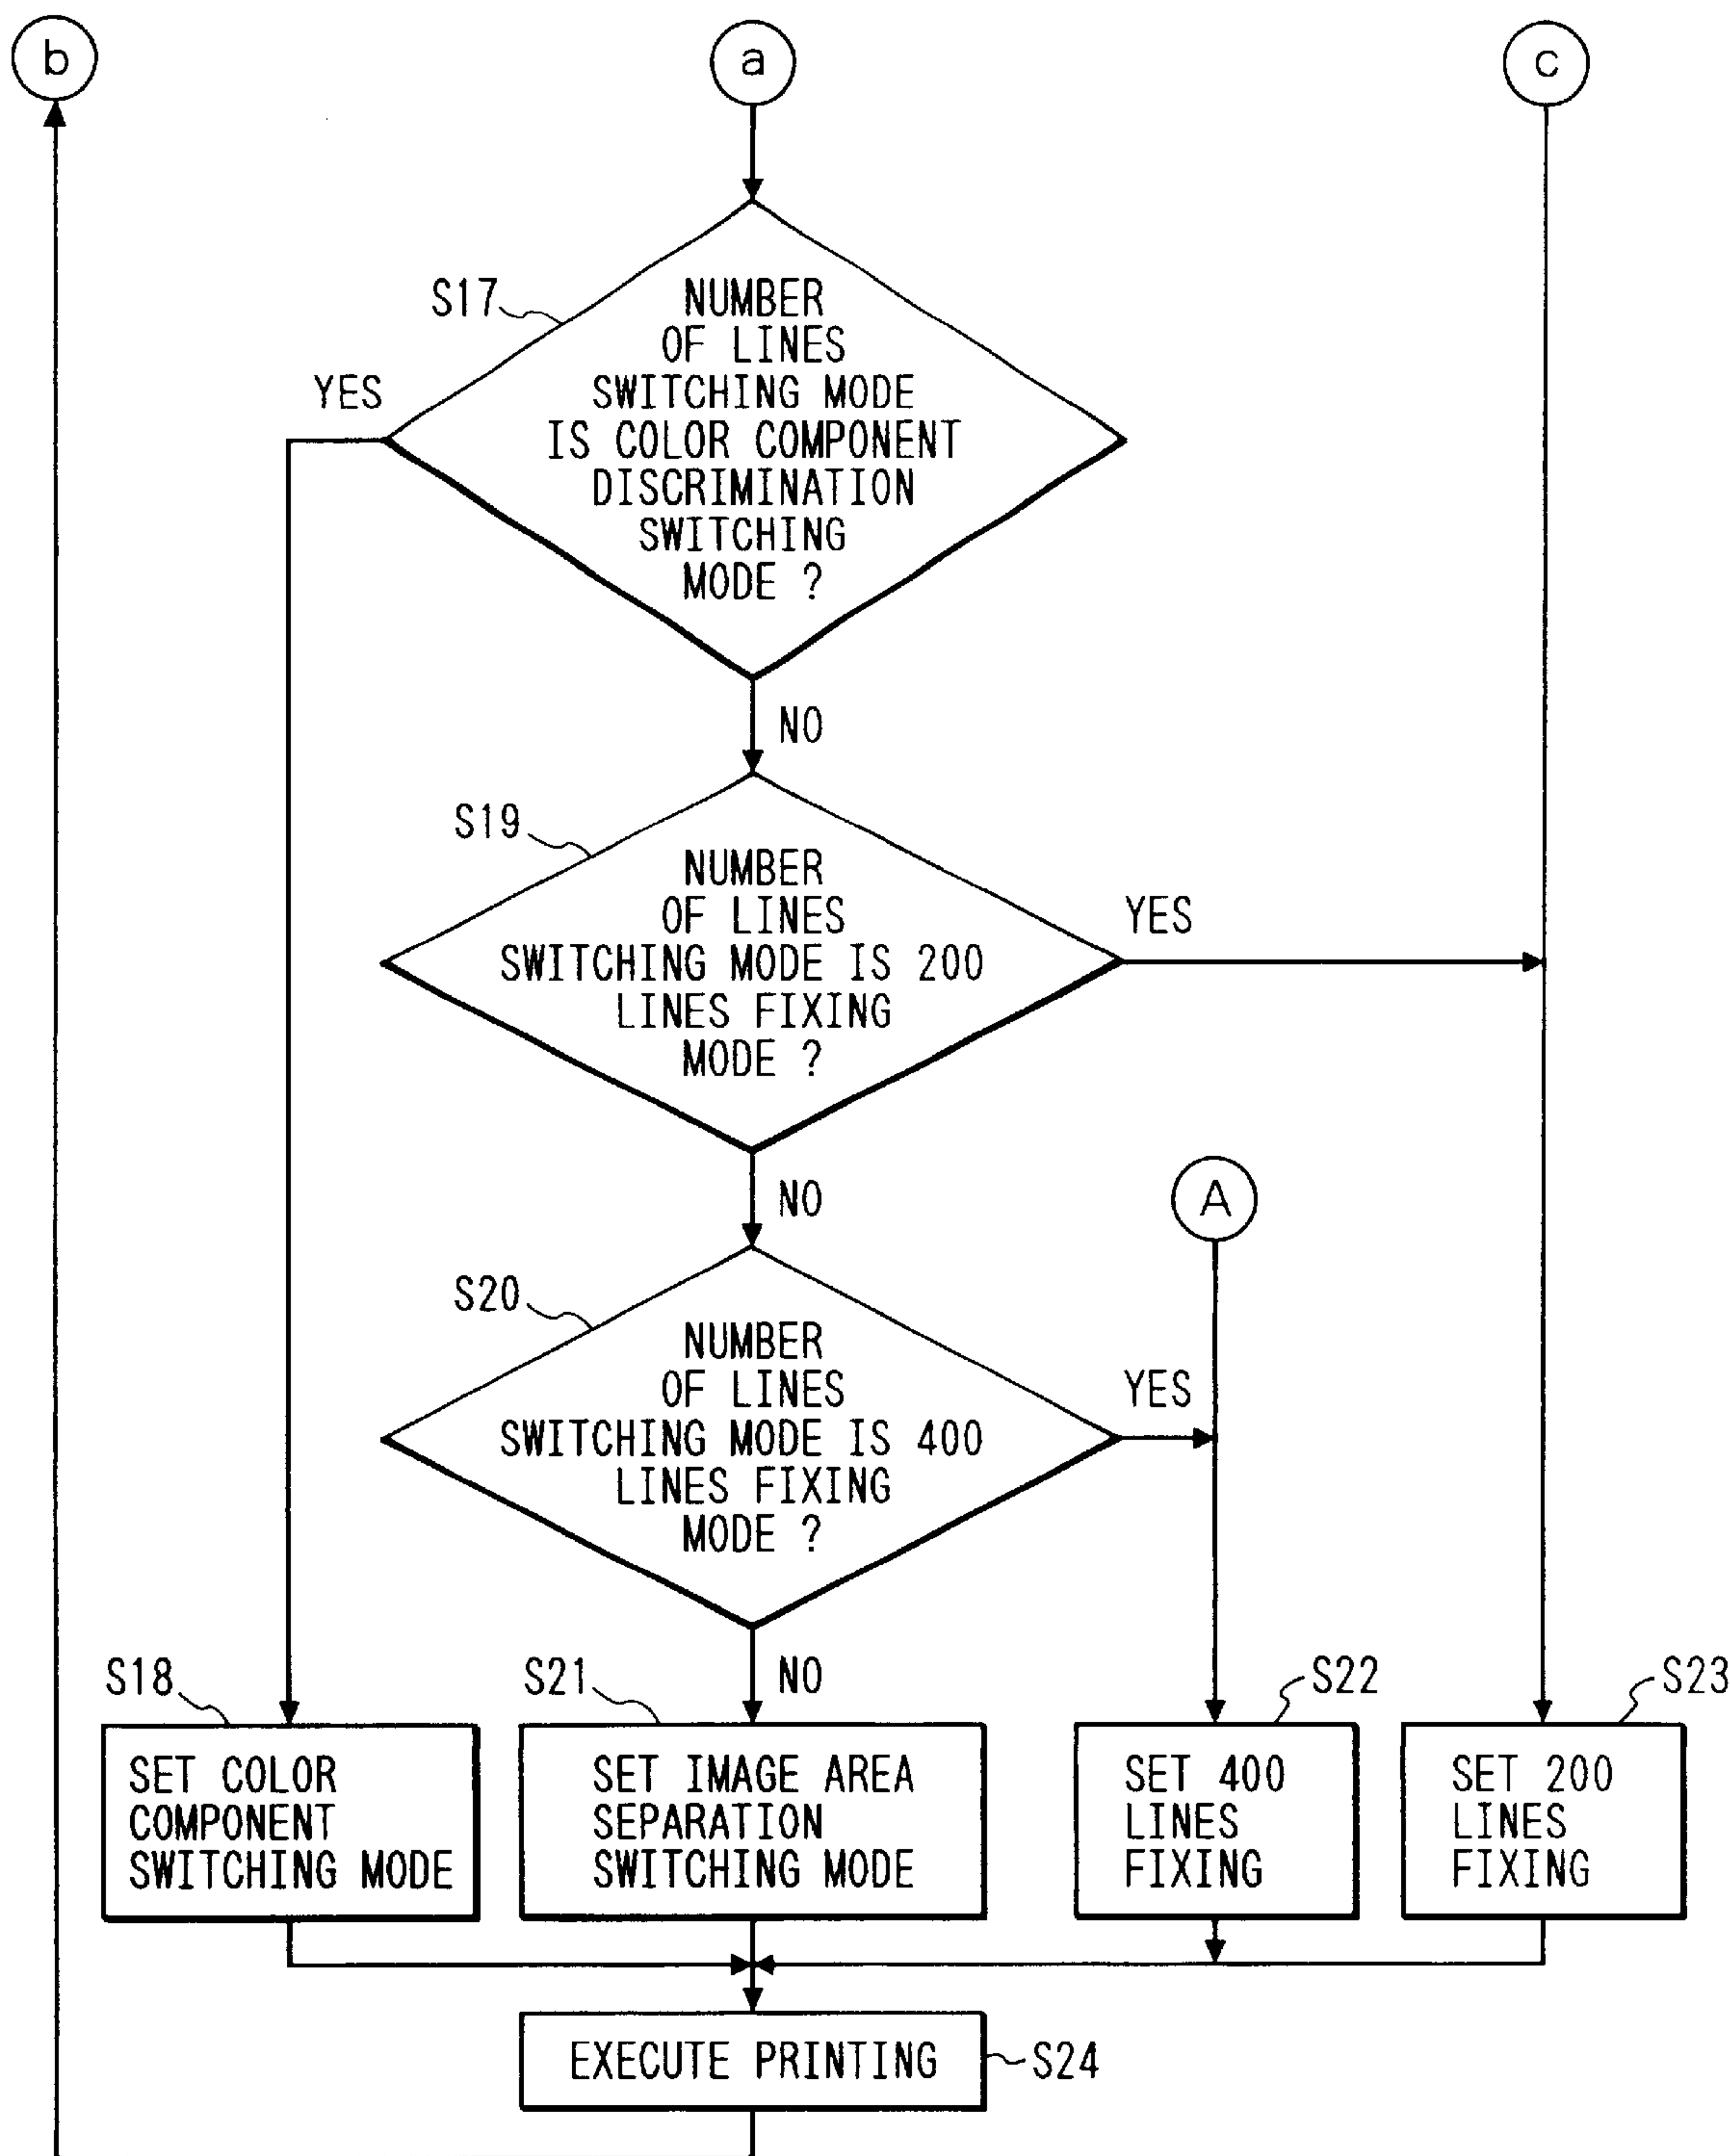 b
a
c
S17
NUMBER
OF LINES
SWITCHING MODE
IS COLOR COMPONENT
DISCRIMINATION
SWITCHING
MODE ?
YES
NO
S19
NUMBER
OF LINES
SWITCHING MODE IS 200
LINES FIXING
MODE ?
YES
NO
A
S20
NUMBER
OF LINES
SWITCHING MODE IS 400
LINES FIXING
MODE ?
YES
NO
S18
SET COLOR
COMPONENT
SWITCHING MODE
S21
SET IMAGE AREA
SEPARATION
SWITCHING MODE
S22
SET 400
LINES
FIXING
S23
SET 200
LINES
FIXING
EXECUTE PRINTING
S24